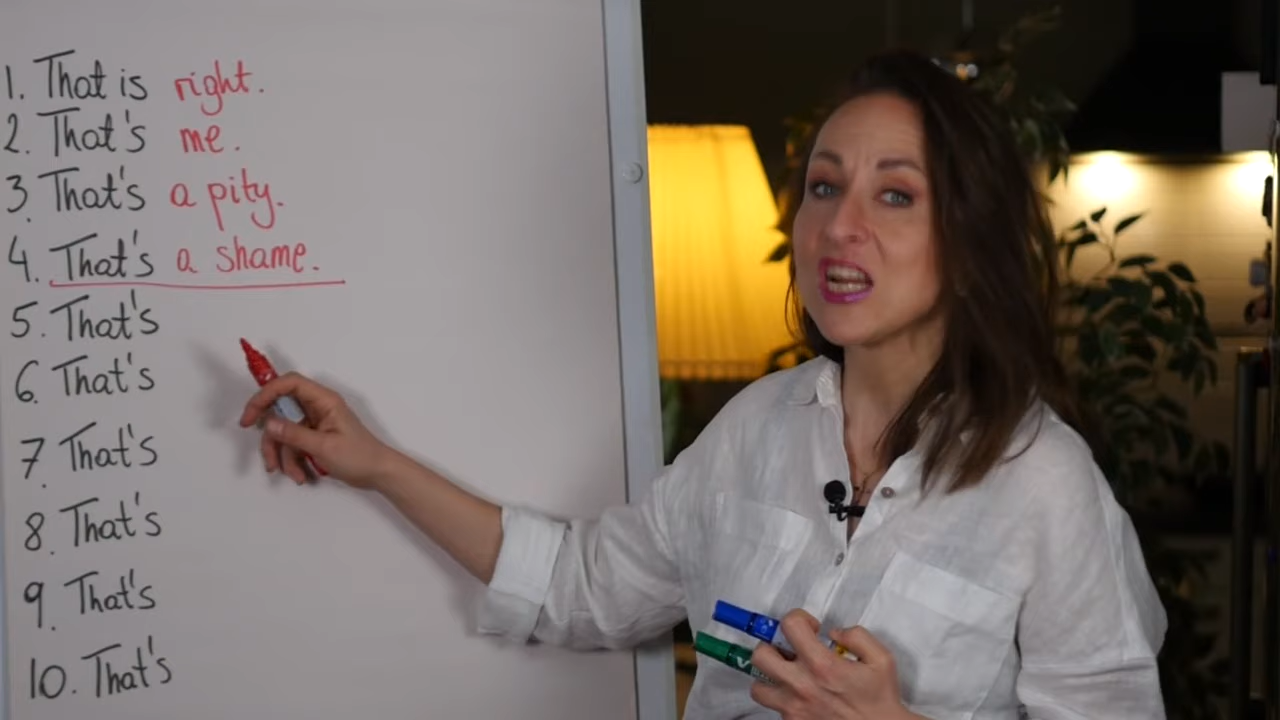 1. That is right.
2. That's me.
3. That's a pity.
4. That's a shame.
5. That's
6. That's
7. That's
8. That's
9. That's
10. That's